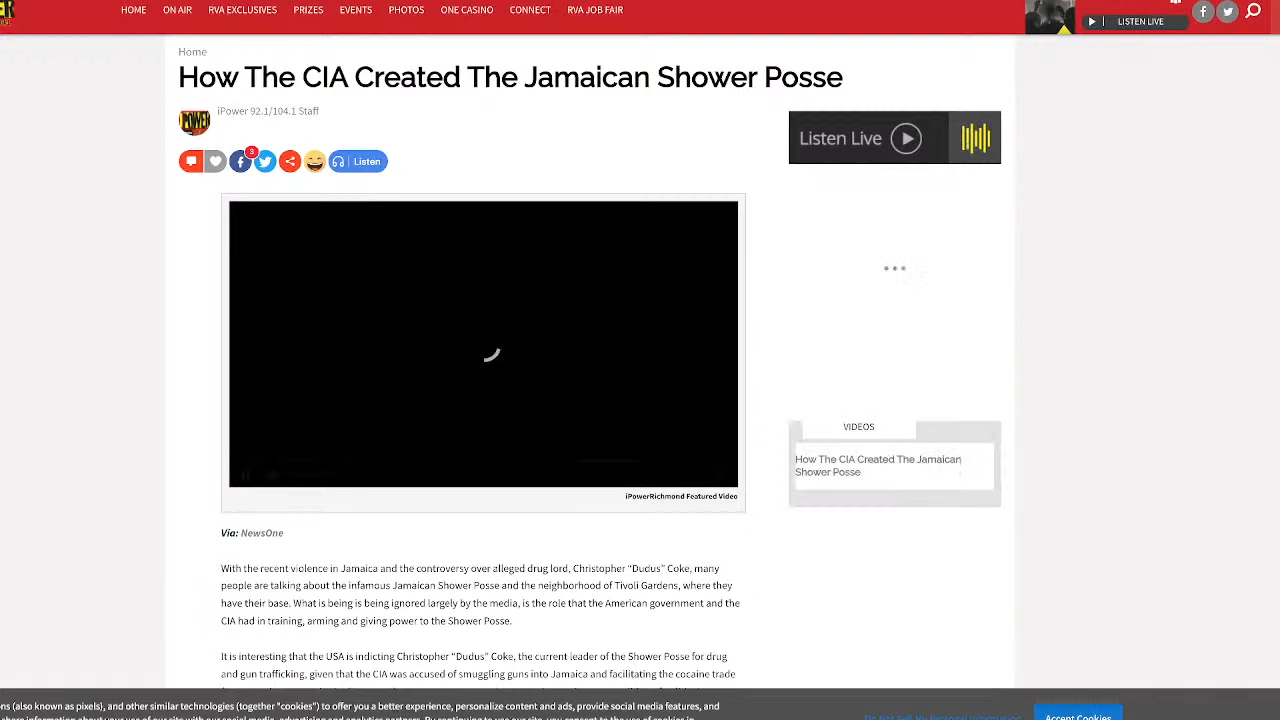 HOME ON AIR RVA EXCLUSIVES PRIZES EVENTS PHOTOS ONE CASINO CONNECT RVA JOB FAIR
LISTEN LIVE
Home
How The CIA Created The Jamaican Shower Posse
iPower 92.1/104.1 Staff
POWER
3
Listen
Listen Live
iPowerRichmond Featured Video
VIDEOS
How The CIA Created The Jamaican
Shower Posse
Via: NewsOne
With the recent violence in Jamaica and the controversy over alleged drug lord, Christopher “Dudus” Coke, many
people are talking about the infamous Jamaican Shower Posse and the neighborhood of Tivoli Gardens, where they
have their base. What is being is being ignored largely by the media, is the role that the American government and the
CIA had in training, arming and giving power to the Shower Posse.
It is interesting that the USA is indicting Christopher “Dudus” Coke, the current leader of the Shower Posse for drug
and gun trafficking, given that the CIA was accused of smuggling guns into Jamaica and facilitating the cocaine trade
ons (also known as pixels), and other similar technologies (together "cookies") to offer you a better experience, personalize content and ads, provide social media features, and
Do Not Sell My Personal Information
Accept Cookies